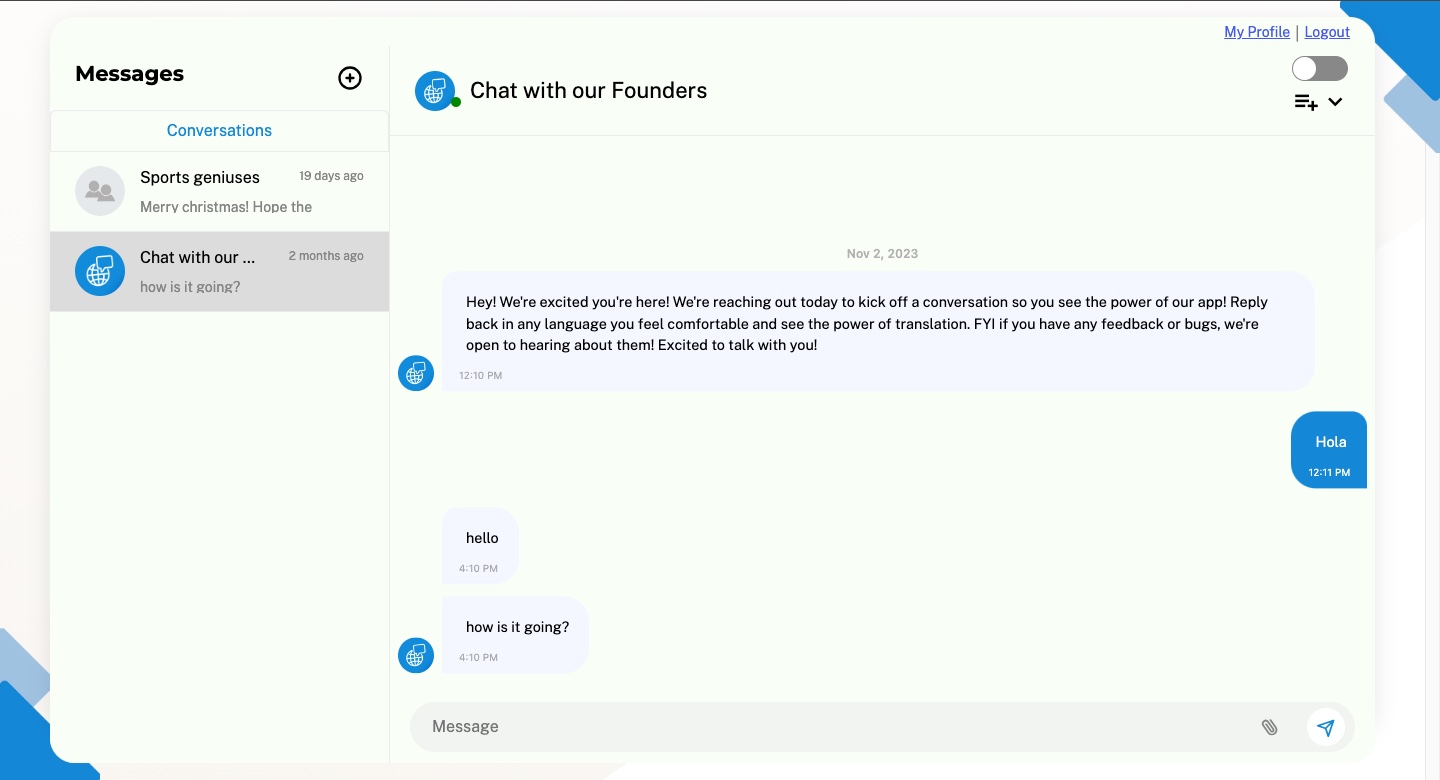 My Profile | Logout
Messages
Chat with our Founders
Conversations
Sports geniuses
19 days ago
Merry christmas! Hope the
Chat with our ...
2 months ago
how is it going?
Nov 2, 2023
Hey! We're excited you're here! We're reaching out today to kick off a conversation so you see the power of our app! Reply
back in any language you feel comfortable and see the power of translation. FYI if you have any feedback or bugs, we're
open to hearing about them! Excited to talk with you!
12:10 PM
Hola
12:11 PM
hello
4:10 PM
how is it going?
4:10 PM
Message